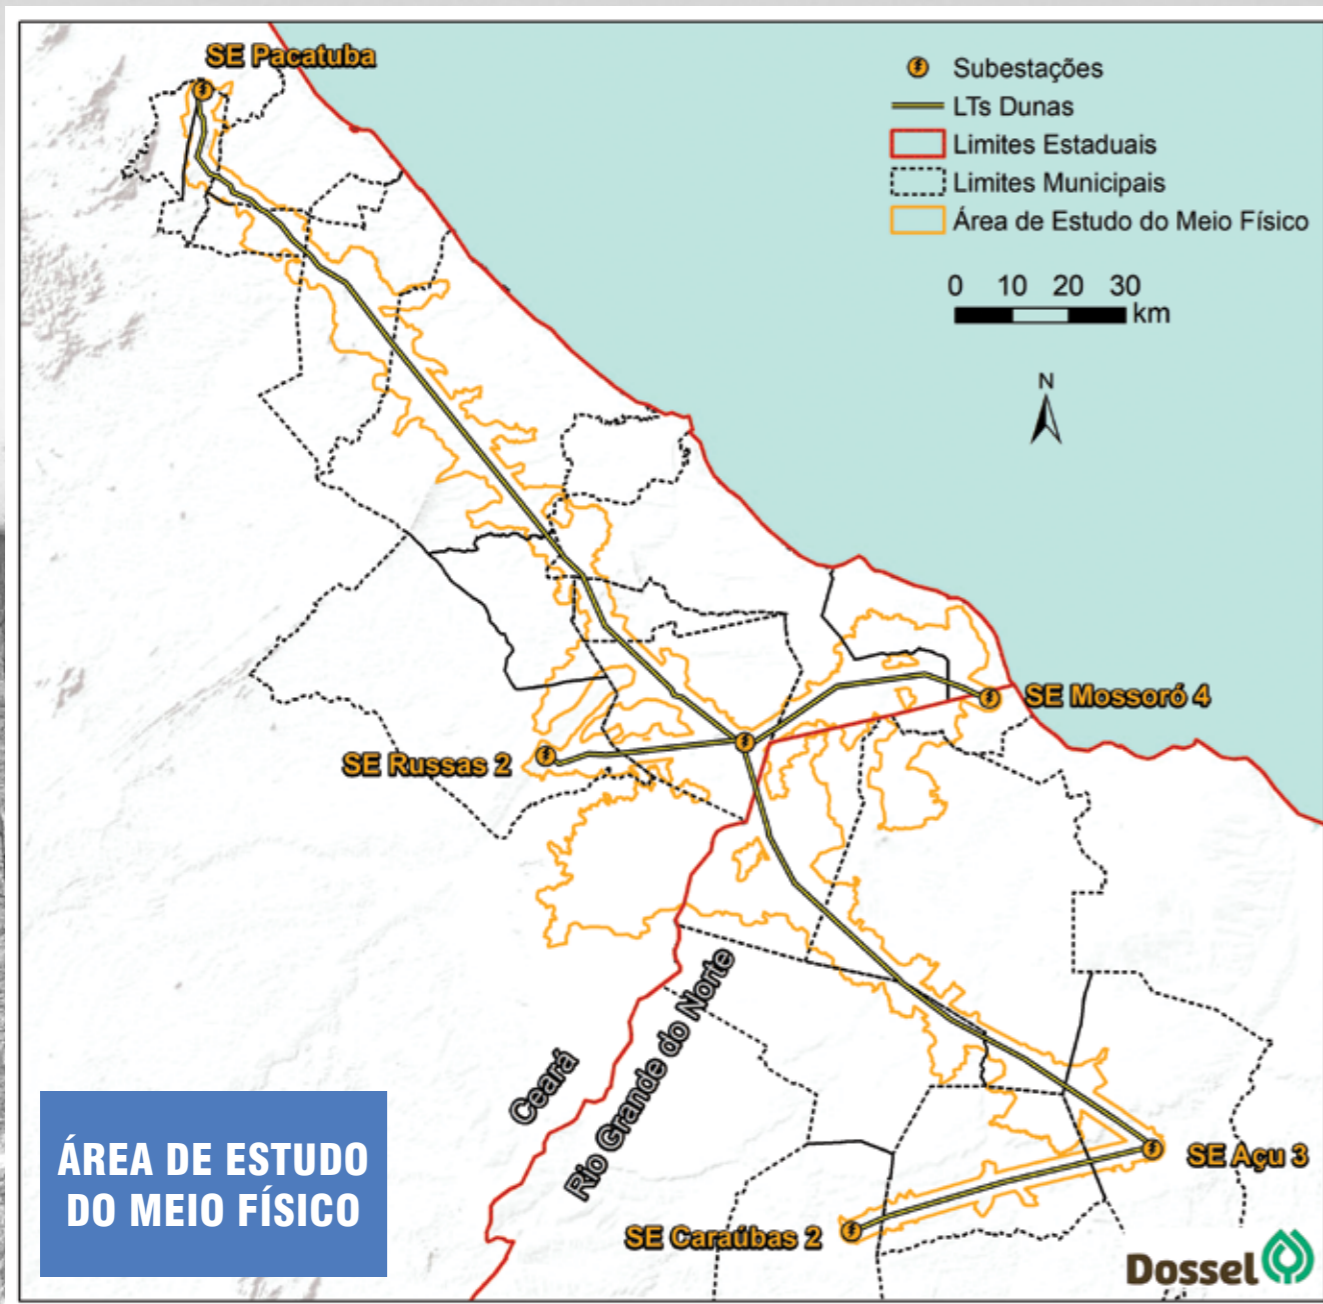 SE Pacatuba
Subestações
LTs Dunas
Limites Estaduais
Limites Municipais
Área de Estudo do Meio Físico
0 10 20 30
km
N
SE Mossoró 4
SE Russas 2
Ceará
Rio Grande do Norte
SE Açu 3
SE Caraúbas 2
ÁREA DE ESTUDO
DO MEIO FÍSICO
Dossel